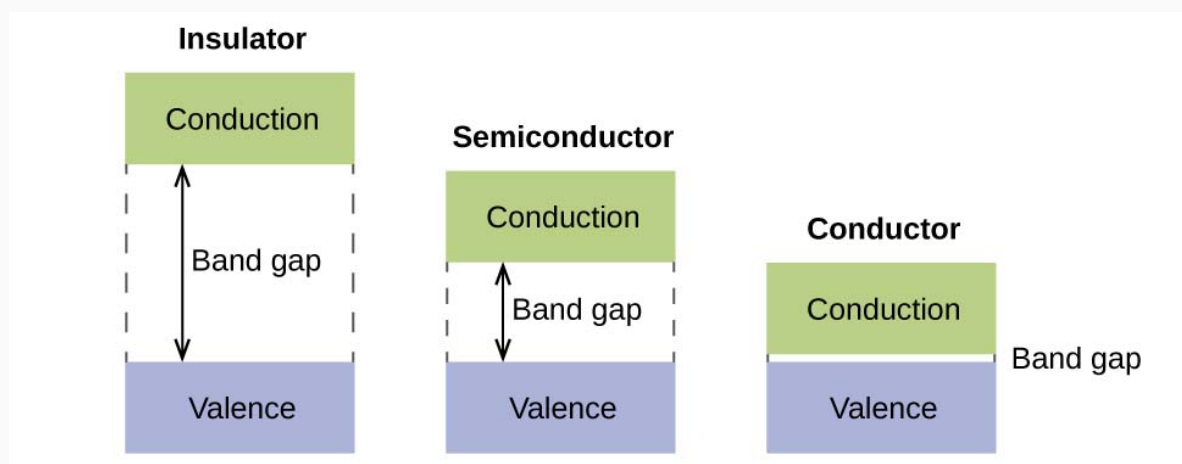 Insulator
Conduction
Band gap
Valence
Semiconductor
Conduction
Band gap
Valence
Conductor
Conduction
Band gap
Valence